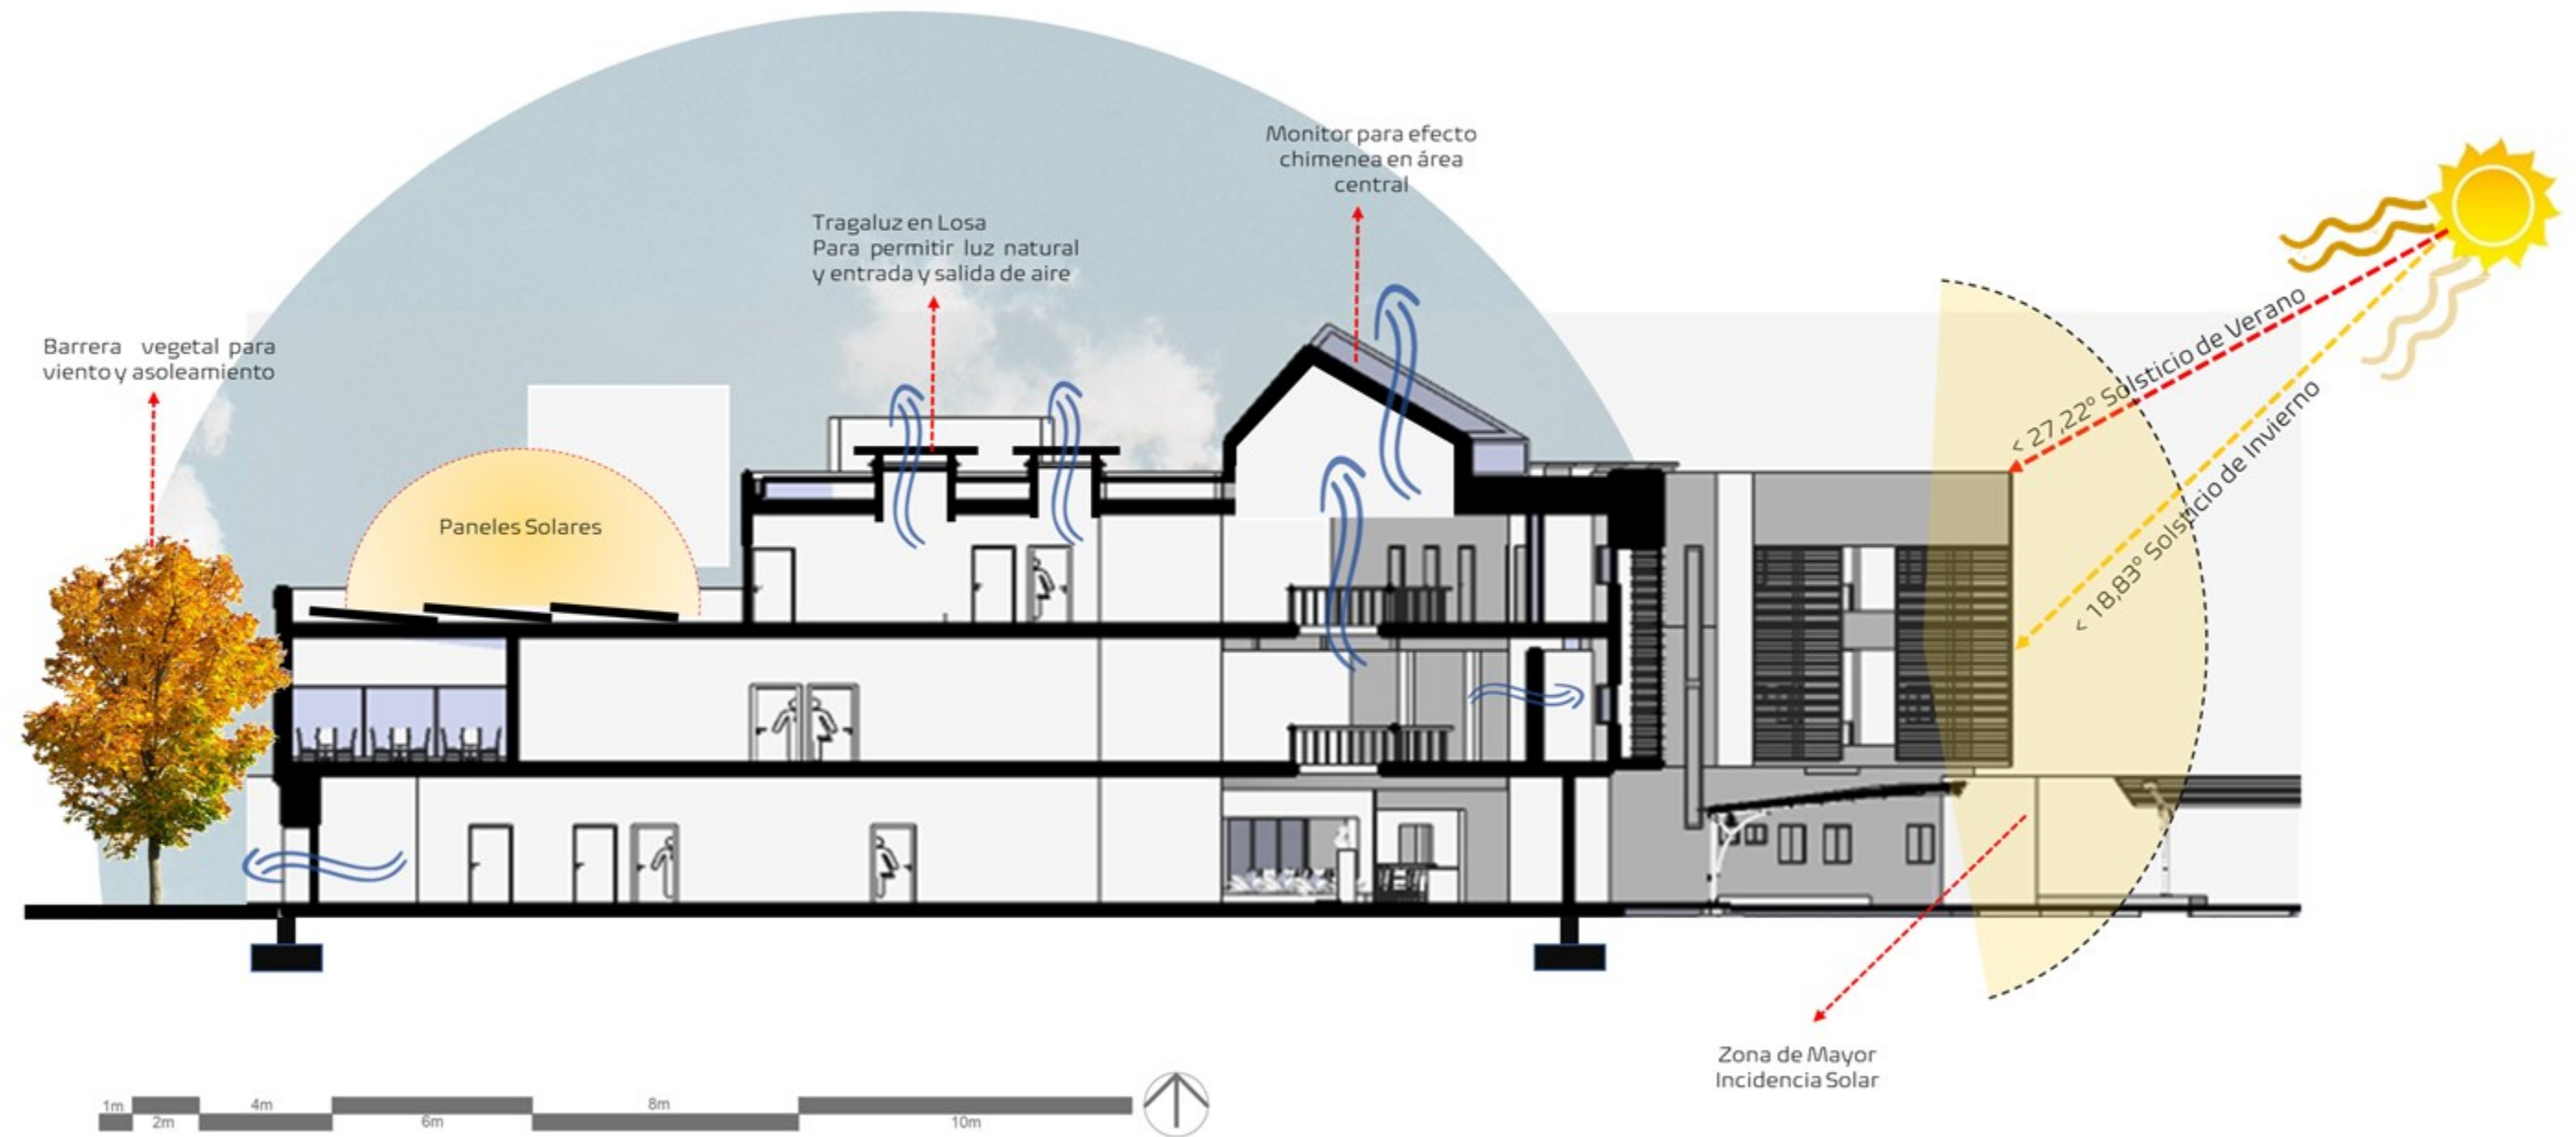 Monitor para efecto
chimenea en área
central
Tragaluz en Losa
Para permitir luz natural
y entrada y salida de aire
Barrera vegetal para
viento y asoleamiento
Paneles Solares
< 27,22º Solsticio de Verano
< 18,83º Solsticio de Invierno
Zona de Mayor
Incidencia Solar
1m
2m
4m
6m
8m
10m